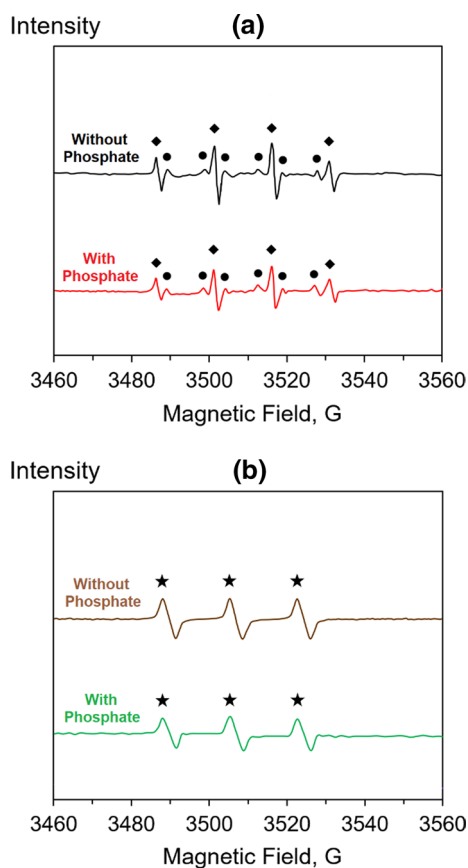 Intensity
(a)
Without
Phosphate
With
Phosphate
3460 3480 3500 3520 3540 3560
Magnetic Field, G
Intensity
(b)
Without
Phosphate
With
Phosphate
3460 3480 3500 3520 3540 3560
Magnetic Field, G